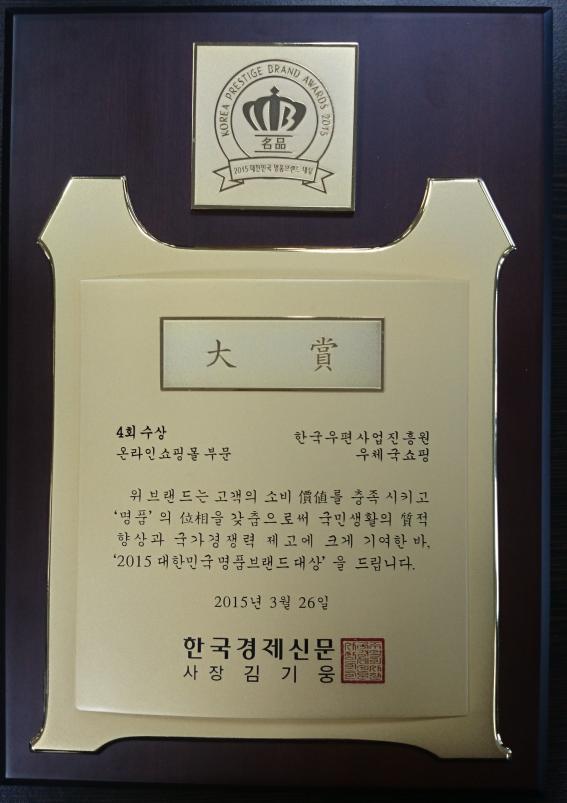 KOREA PRESTIGE BRAND AWARDS 2015
名品
2015 대한민국 명품브랜드 대상
大 賞
4회 수상
온라인쇼핑몰 부문
한국우편사업진흥원
우체국쇼핑
위 브랜드는 고객의 소비 價値를 충족 시키고
‘명품’의 位相을 갖춤으로써 국민생활의 質적
향상과 국가경쟁력 제고에 크게 기여한 바,
‘2015 대한민국명품브랜드대상’을 드립니다.
2015년 3월 26일
한국경제신문
사장 김 기 웅